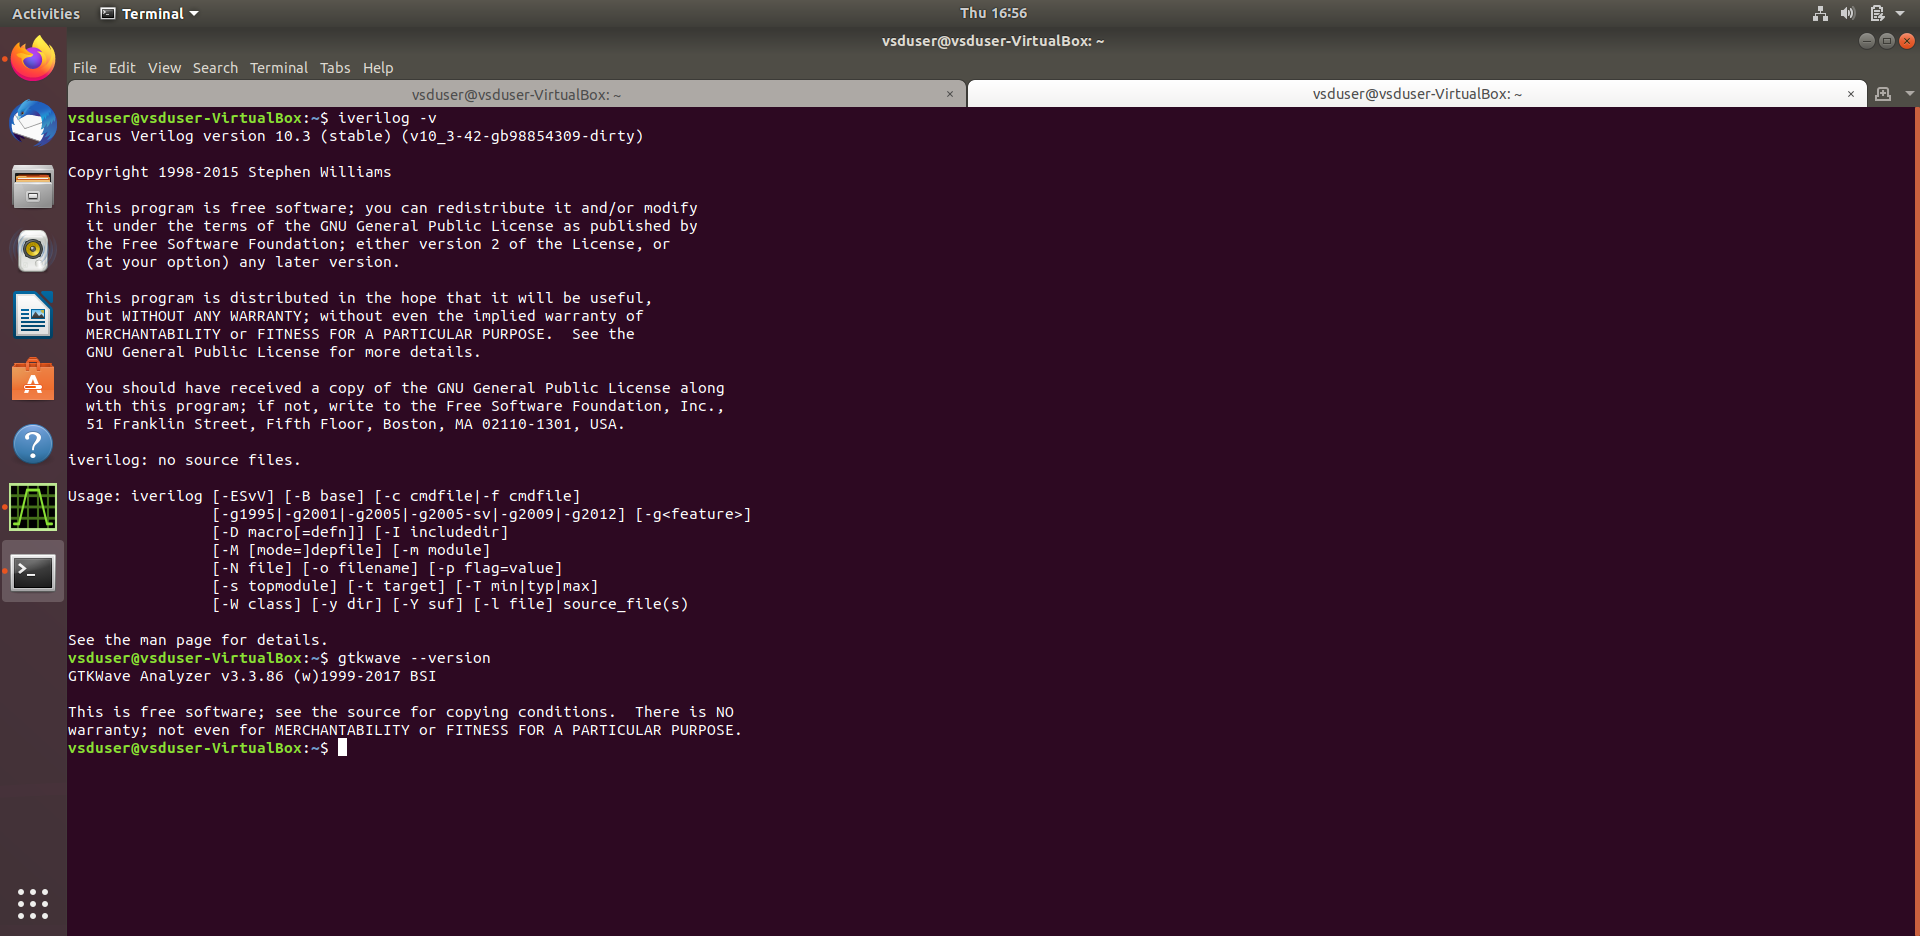 Activities Terminal Thu 16:56
vsduser@vsduser-VirtualBox: ~
File Edit View Search Terminal Tabs Help
vsduser@vsduser-VirtualBox: ~ × vsduser@vsduser-VirtualBox: ~ ×
vsduser@vsduser-VirtualBox:~$ iverilog -v
Icarus Verilog version 10.3 (stable) (v10_3-42-gb98854309-dirty)
Copyright 1998-2015 Stephen Williams
This program is free software; you can redistribute it and/or modify
it under the terms of the GNU General Public License as published by
the Free Software Foundation; either version 2 of the License, or
(at your option) any later version.
This program is distributed in the hope that it will be useful,
but WITHOUT ANY WARRANTY; without even the implied warranty of
MERCHANTABILITY or FITNESS FOR A PARTICULAR PURPOSE.  See the
GNU General Public License for more details.
You should have received a copy of the GNU General Public License along
with this program; if not, write to the Free Software Foundation, Inc.,
51 Franklin Street, Fifth Floor, Boston, MA 02110-1301, USA.
iverilog: no source files.
Usage: iverilog [-ESvV] [-B base] [-c cmdfile|-f cmdfile]
[-g1995|-g2001|-g2005|-g2005-sv|-g2009|-g2012] [-g<feature>]
[-D macro[=defn]] [-I includedir]
[-M [mode=]depfile] [-m module]
[-N file] [-o filename] [-p flag=value]
[-s topmodule] [-t target] [-T min|typ|max]
[-W class] [-y dir] [-Y suf] [-l file] source_file(s)
See the man page for details.
vsduser@vsduser-VirtualBox:~$ gtkwave --version
GTKWave Analyzer v3.3.86 (w)1999-2017 BSI
This is free software; see the source for copying conditions.  There is NO
warranty; not even for MERCHANTABILITY or FITNESS FOR A PARTICULAR PURPOSE.
vsduser@vsduser-VirtualBox:~$